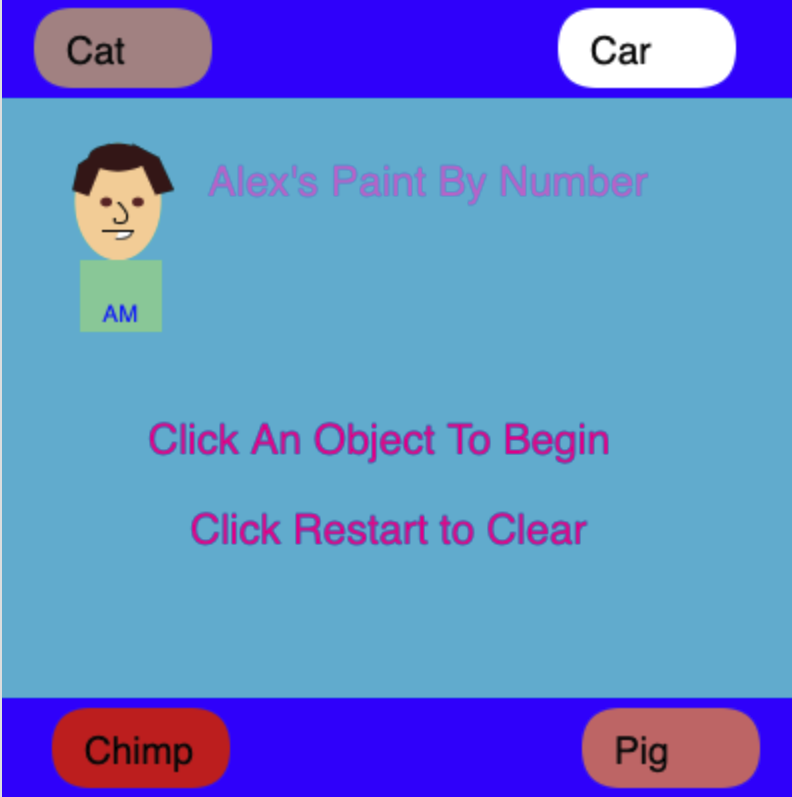 Cat
Car
Alex's Paint By Number
AM
Click An Object To Begin
Click Restart to Clear
Chimp
Pig